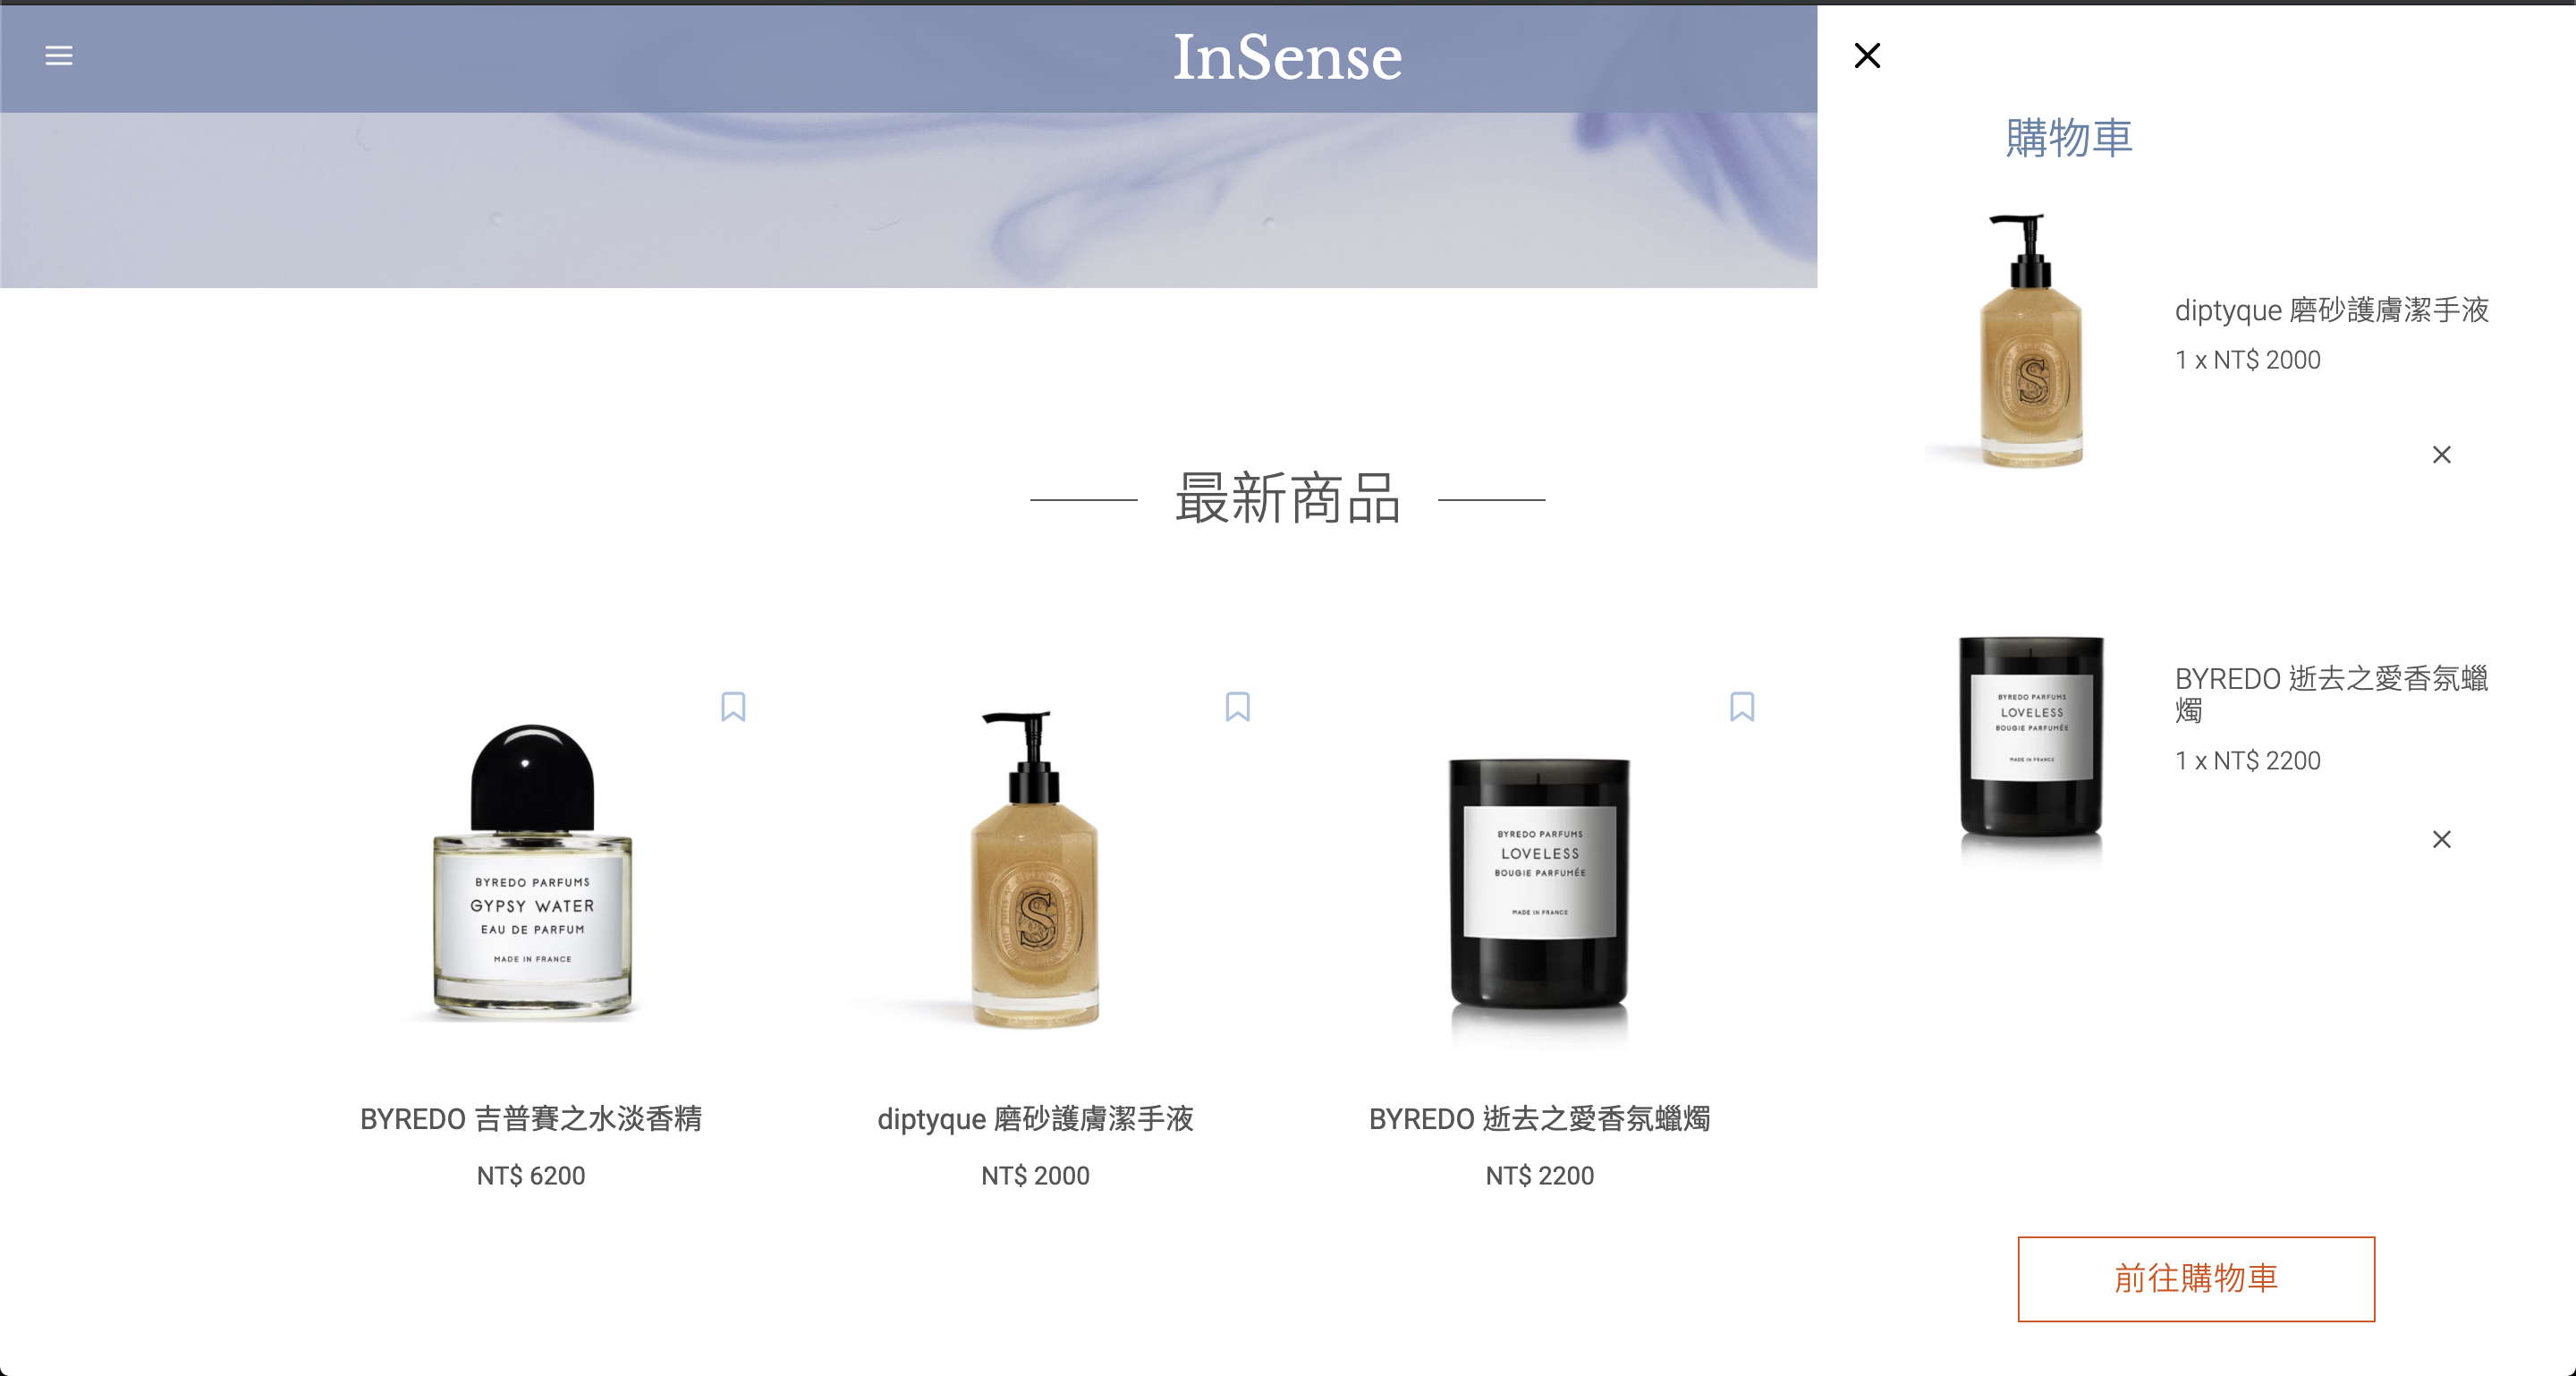 InSense
最新商品
BYREDO PARFUMS
GYPSY WATER
EAU DE PARFUM
MADE IN FRANCE
BYREDO 吉普賽之水淡香精
NT$ 6200
S
diptyque 磨砂護膚潔手液
NT$ 2000
BYREDO PARFUMS
LOVELESS
BOUGIE PARFUMÉE
MADE IN FRANCE
BYREDO 逝去之愛香氛蠟燭
NT$ 2200
購物車
S
diptyque 磨砂護膚潔手液
1 x NT$ 2000
BYREDO PARFUMS
LOVELESS
BOUGIE PARFUMÉE
MADE IN FRANCE
BYREDO 逝去之愛香氛蠟
燭
1 x NT$ 2200
前往購物車